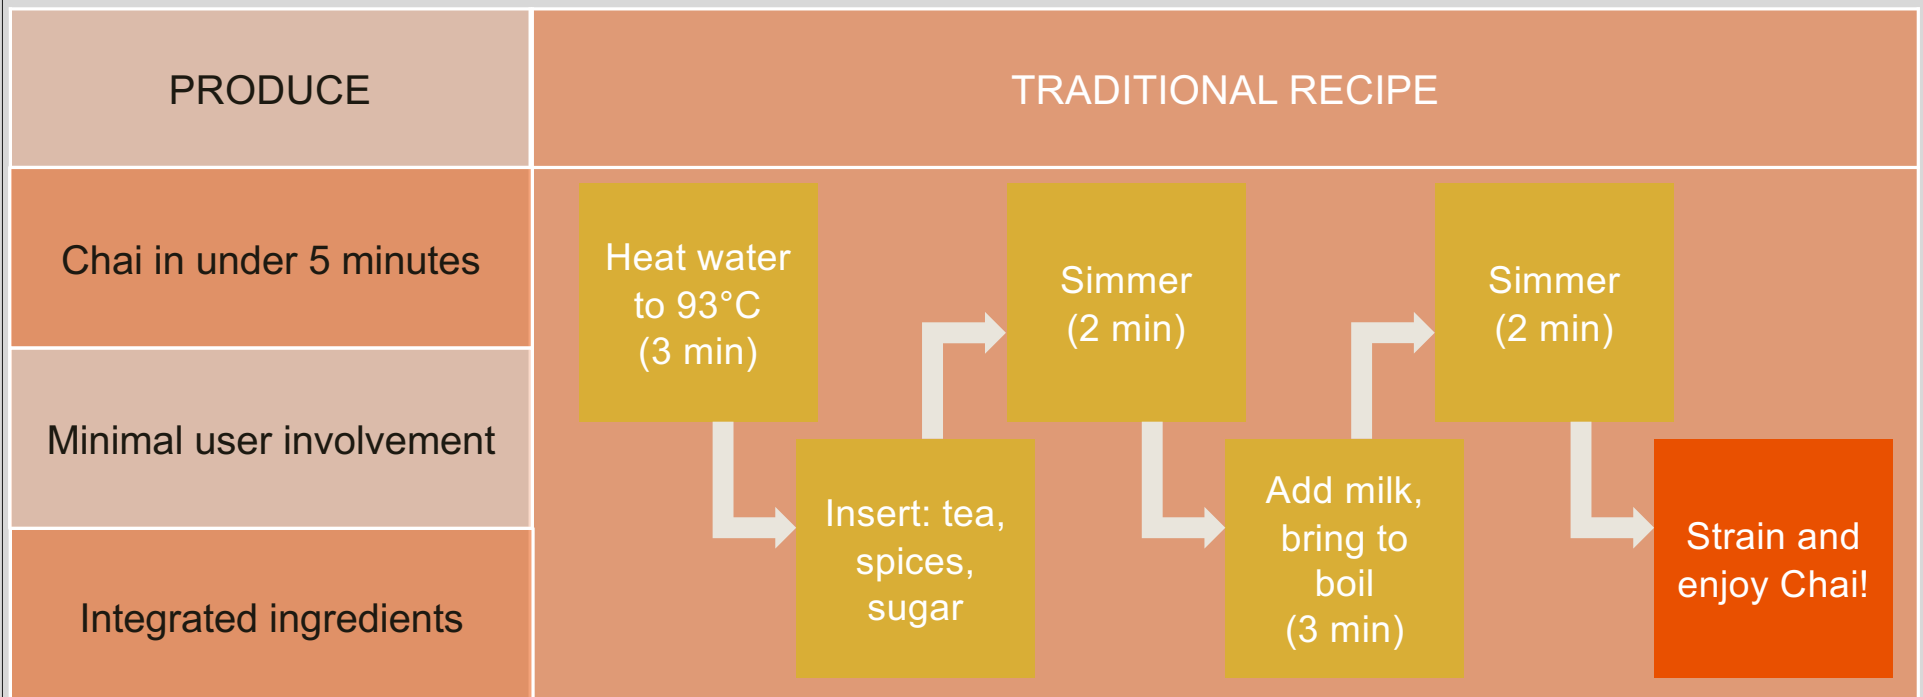 PRODUCE
TRADITIONAL RECIPE
Chai in under 5 minutes
Minimal user involvement
Integrated ingredients
Heat water
to 93°C
(3 min)
Insert: tea,
spices,
sugar
Simmer
(2 min)
Add milk,
bring to
boil
(3 min)
Simmer
(2 min)
Strain and
enjoy Chai!